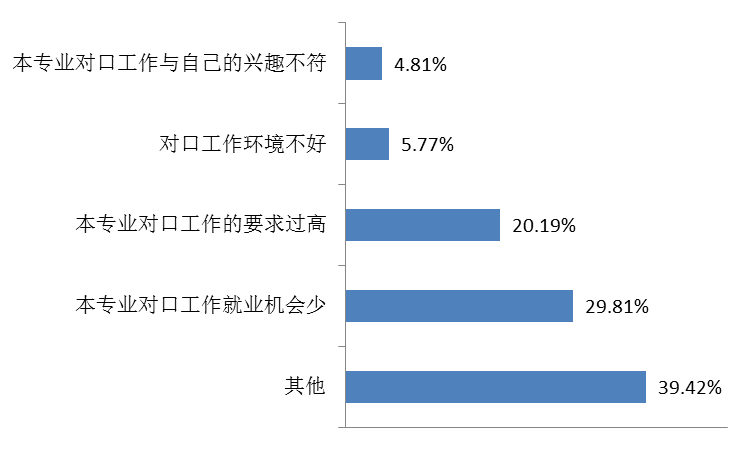 本专业对口工作与自己的兴趣不符 4.81%
对口工作环境不好 5.77%
本专业对口工作的要求过高 20.19%
本专业对口工作就业机会少 29.81%
其他 39.42%